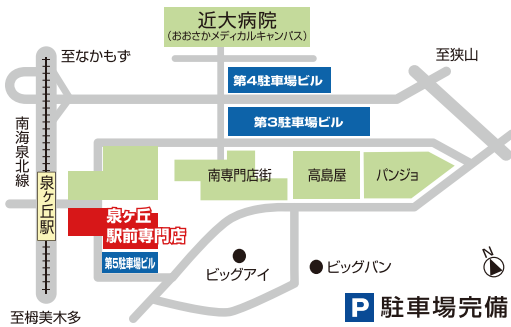 近大病院
(おおさかメディカルキャンパス)
至なかもず
至狭山
第4駐車場ビル
第3駐車場ビル
南海泉北線
南専門店街
高島屋
パンジョ
泉ヶ丘駅
泉ヶ丘
駅前専門店
第5駐車場ビル
ビッグアイ
ビッグバン
N
至栂美木多
P 駐車場完備